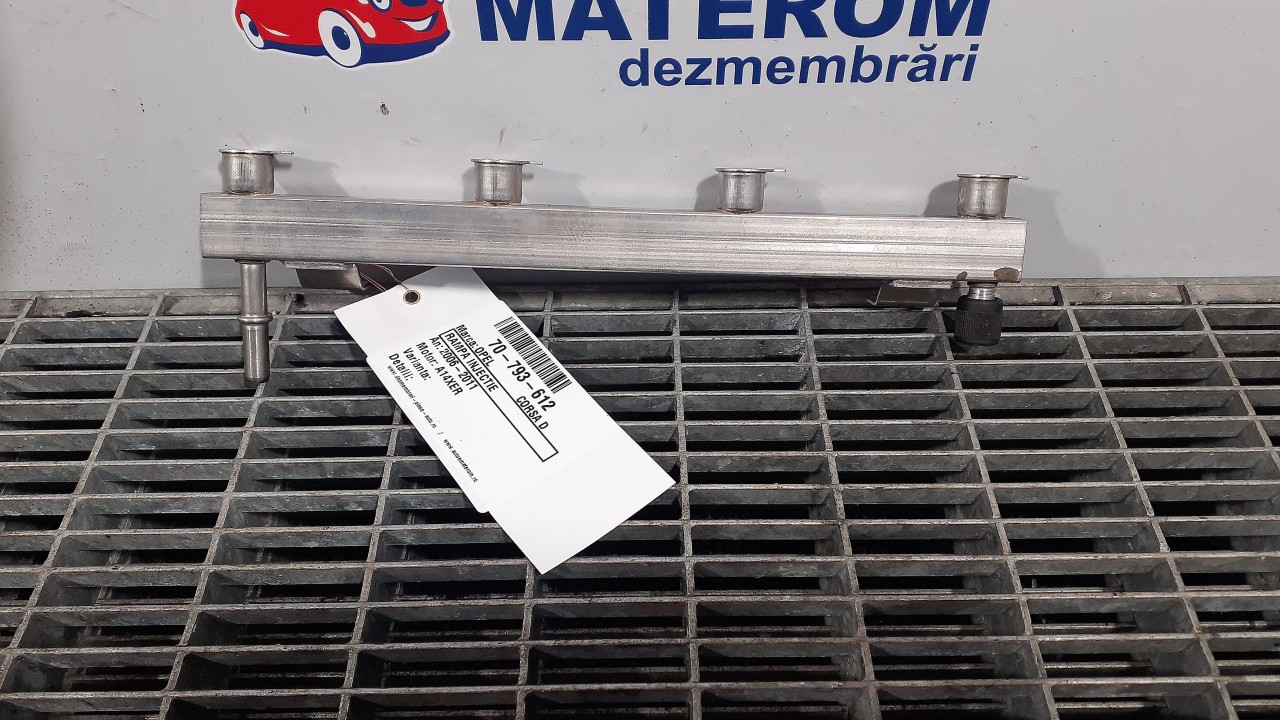 MATEROM
dezmembrări
70-793-612
Marca: OPEL CORSA D
RAMPA INJECTIE
An: 2006-2011
Motor: A14XER
Varianta:
Detalii: